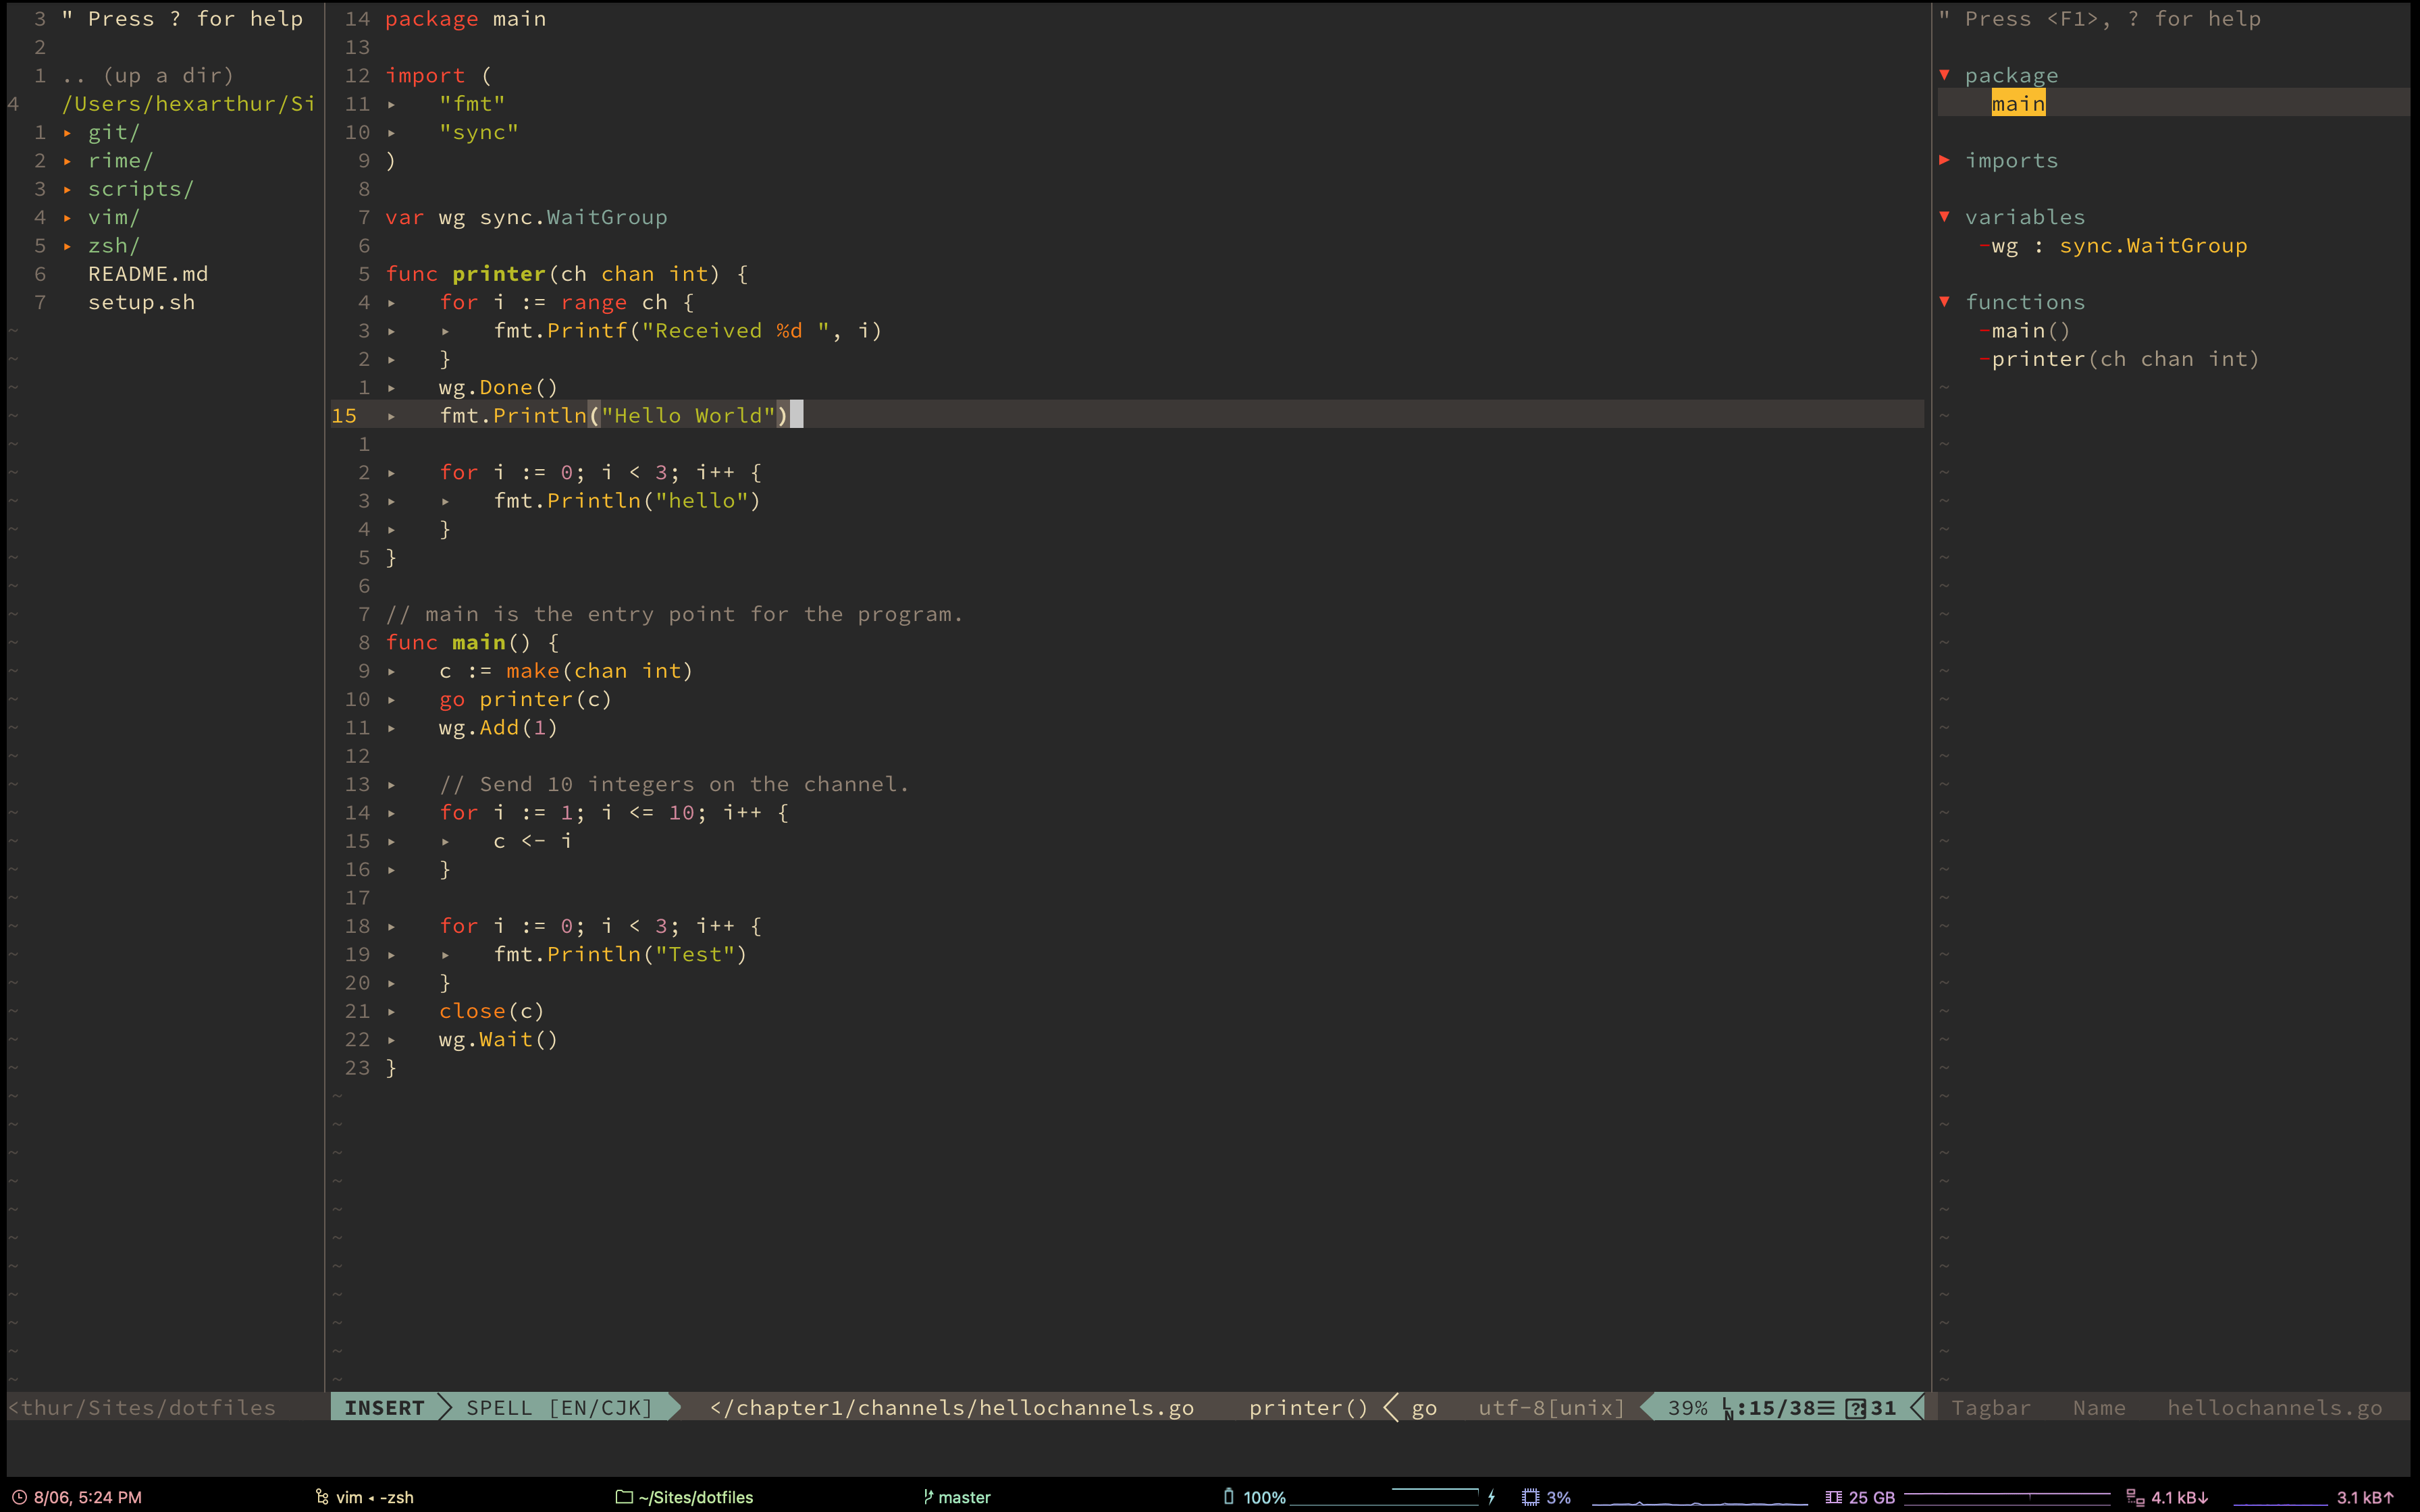 3 " Press ? for help
2
1 .. (up a dir)
4 /Users/hexarthur/Si
1 ▸ git/
2 ▸ rime/
3 ▸ scripts/
4 ▸ vim/
5 ▸ zsh/
6 README.md
7 setup.sh
14 package main
13
12 import (
11 ▸ "fmt"
10 ▸ "sync"
9 )
8
7 var wg sync.WaitGroup
6
5 func printer(ch chan int) {
4 ▸ for i := range ch {
3 ▸ ▸ fmt.Printf("Received %d ", i)
2 ▸ }
1 ▸ wg.Done()
15 ▸ fmt.Println("Hello World")
1
2 ▸ for i := 0; i < 3; i++ {
3 ▸ ▸ fmt.Println("hello")
4 ▸ }
5 }
6
7 // main is the entry point for the program.
8 func main() {
9 ▸ c := make(chan int)
10 ▸ go printer(c)
11 ▸ wg.Add(1)
12
13 ▸ // Send 10 integers on the channel.
14 ▸ for i := 1; i <= 10; i++ {
15 ▸ ▸ c <- i
16 ▸ }
17
18 ▸ for i := 0; i < 3; i++ {
19 ▸ ▸ fmt.Println("Test")
20 ▸ }
21 ▸ close(c)
22 ▸ wg.Wait()
23 }
" Press <F1>, ? for help
▼ package
main
▶ imports
▼ variables
-wg : sync.WaitGroup
▼ functions
-main()
-printer(ch chan int)
<thur/Sites/dotfiles
INSERT SPELL [EN/CJK] </chapter1/channels/hellochannels.go printer() go utf-8[unix] 39% LN:15/38☰ ?31
Tagbar Name hellochannels.go
8/06, 5:24 PM vim ◂ -zsh ~/Sites/dotfiles master 100% 3% 25 GB 4.1 kB↓ 3.1 kB↑